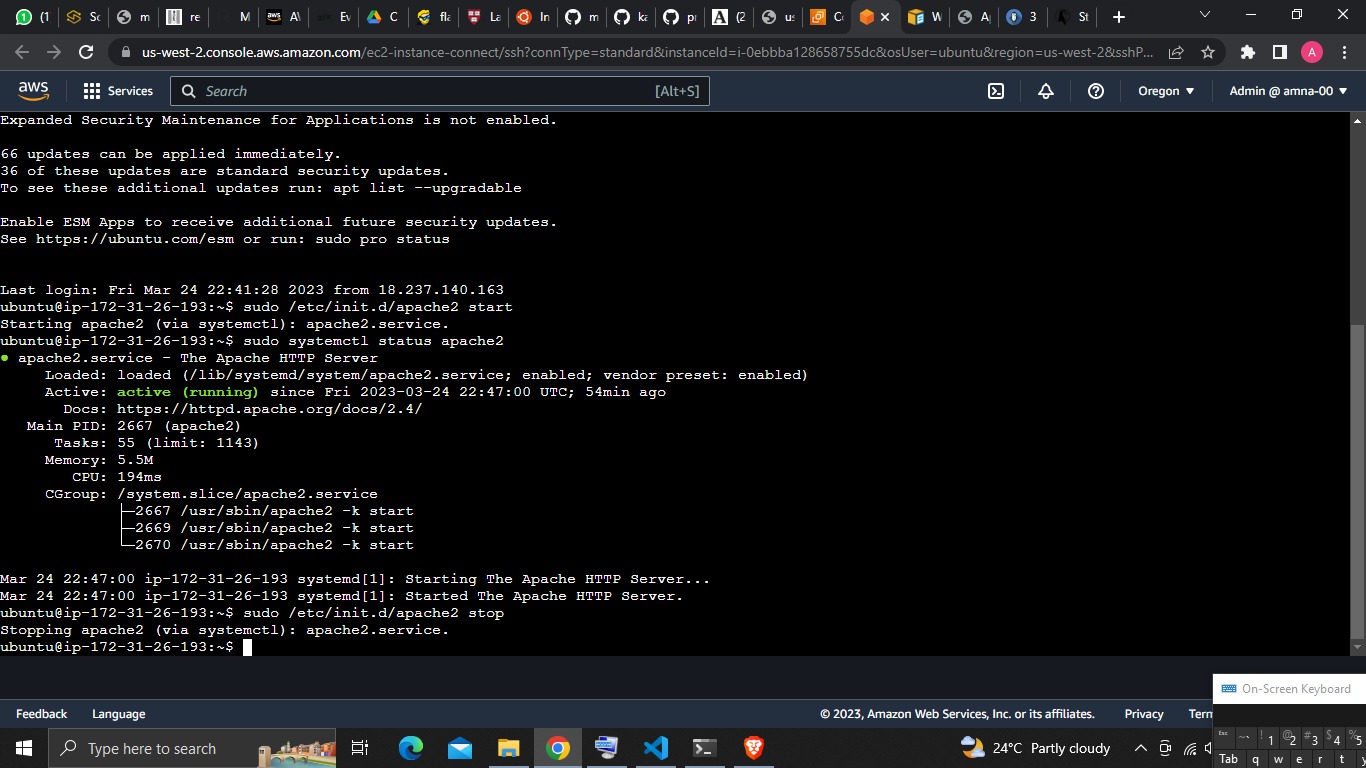 (1
Sc
m
re
M
A\
Ev
C
fla
La
In
m
ka
pr
(2
us
Co
W
A
3
St
us-west-2.console.aws.amazon.com/ec2-instance-connect/ssh?connType=standard&instanceId=i-0ebbba128658755dc&osUser=ubuntu&region=us-west-2&sshP...
A
aws Services Search [Alt+S] Oregon Admin @ amna-00
Expanded Security Maintenance for Applications is not enabled.
66 updates can be applied immediately.
36 of these updates are standard security updates.
To see these additional updates run: apt list --upgradable
Enable ESM Apps to receive additional future security updates.
See https://ubuntu.com/esm or run: sudo pro status
Last login: Fri Mar 24 22:41:28 2023 from 18.237.140.163
ubuntu@ip-172-31-26-193:~$ sudo /etc/init.d/apache2 start
Starting apache2 (via systemctl): apache2.service.
ubuntu@ip-172-31-26-193:~$ sudo systemctl status apache2
● apache2.service - The Apache HTTP Server
Loaded: loaded (/lib/systemd/system/apache2.service; enabled; vendor preset: enabled)
Active: active (running) since Fri 2023-03-24 22:47:00 UTC; 54min ago
Docs: https://httpd.apache.org/docs/2.4/
Main PID: 2667 (apache2)
Tasks: 55 (limit: 1143)
Memory: 5.5M
CPU: 194ms
CGroup: /system.slice/apache2.service
├─2667 /usr/sbin/apache2 -k start
├─2669 /usr/sbin/apache2 -k start
└─2670 /usr/sbin/apache2 -k start
Mar 24 22:47:00 ip-172-31-26-193 systemd[1]: Starting The Apache HTTP Server...
Mar 24 22:47:00 ip-172-31-26-193 systemd[1]: Started The Apache HTTP Server.
ubuntu@ip-172-31-26-193:~$ sudo /etc/init.d/apache2 stop
Stopping apache2 (via systemctl): apache2.service.
ubuntu@ip-172-31-26-193:~$
On-Screen Keyboard
Feedback Language © 2023, Amazon Web Services, Inc. or its affiliates. Privacy Tern
Esc ~ ` ! 1 @ 2 # 3 $ 4 % 5
Tab q w e r t
Type here to search 24°C Partly cloudy